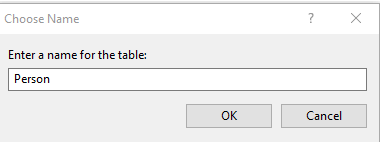 Choose Name ?
Enter a name for the table:
Person
OK Cancel